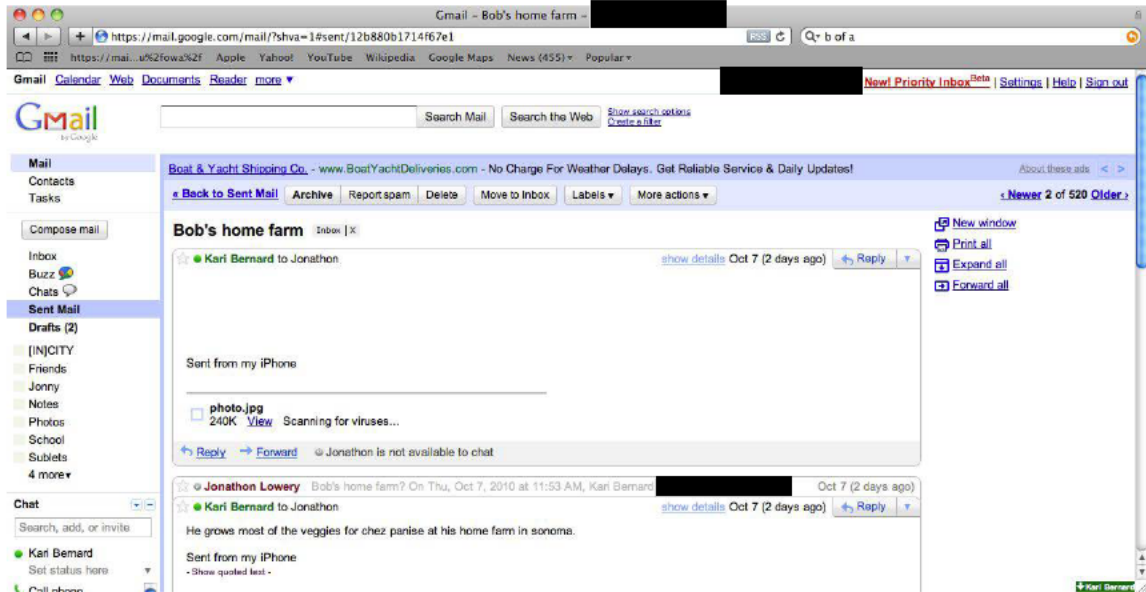 Gmail – Bob's home farm –
https://mail.google.com/mail/?shva=1#sent/12b880b1714f67e1 RSS b of a
https://mai...u%2fowa%2f Apple Yahoo! YouTube Wikipedia Google Maps News (455) Popular
Gmail Calendar Web Documents Reader more New! Priority Inbox Beta | Settings | Help | Sign out
Gmail by Google
Search Mail Search the Web Show search options
Create a filter
Mail
Contacts
Tasks
Compose mail
Inbox
Buzz
Chats
Sent Mail
Drafts (2)
[IN]CITY
Friends
Jonny
Notes
Photos
School
Sublets
4 more
Chat
Search, add, or invite
Kari Bernard
Set status here
Call phone
Boat & Yacht Shipping Co. - www.BoatYachtDeliveries.com - No Charge For Weather Delays. Get Reliable Service & Daily Updates! About these ads < >
« Back to Sent Mail Archive Report spam Delete Move to Inbox Labels More actions ‹ Newer 2 of 520 Older ›
Bob's home farm Inbox | X
Kari Bernard to Jonathon show details Oct 7 (2 days ago) Reply
Sent from my iPhone
photo.jpg
240K View Scanning for viruses...
Reply Forward Jonathon is not available to chat
Jonathon Lowery Bob's home farm? On Thu, Oct 7, 2010 at 11:53 AM, Kari Bernard Oct 7 (2 days ago)
Kari Bernard to Jonathon show details Oct 7 (2 days ago) Reply
He grows most of the veggies for chez panise at his home farm in sonoma.
Sent from my iPhone
- Show quoted text -
New window
Print all
Expand all
Forward all
Kari Bernard